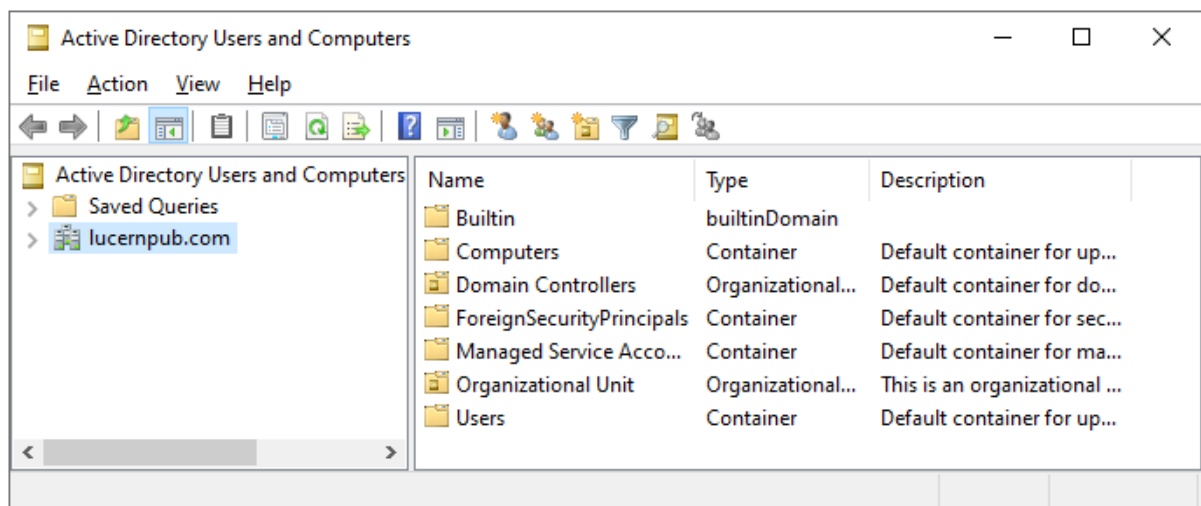 Active Directory Users and Computers
File Action View Help
Active Directory Users and Computers
Saved Queries
lucernpub.com
Name Type Description
Builtin builtinDomain
Computers Container Default container for up...
Domain Controllers Organizational... Default container for do...
ForeignSecurityPrincipals Container Default container for sec...
Managed Service Acco... Container Default container for ma...
Organizational Unit Organizational... This is an organizational ...
Users Container Default container for up...